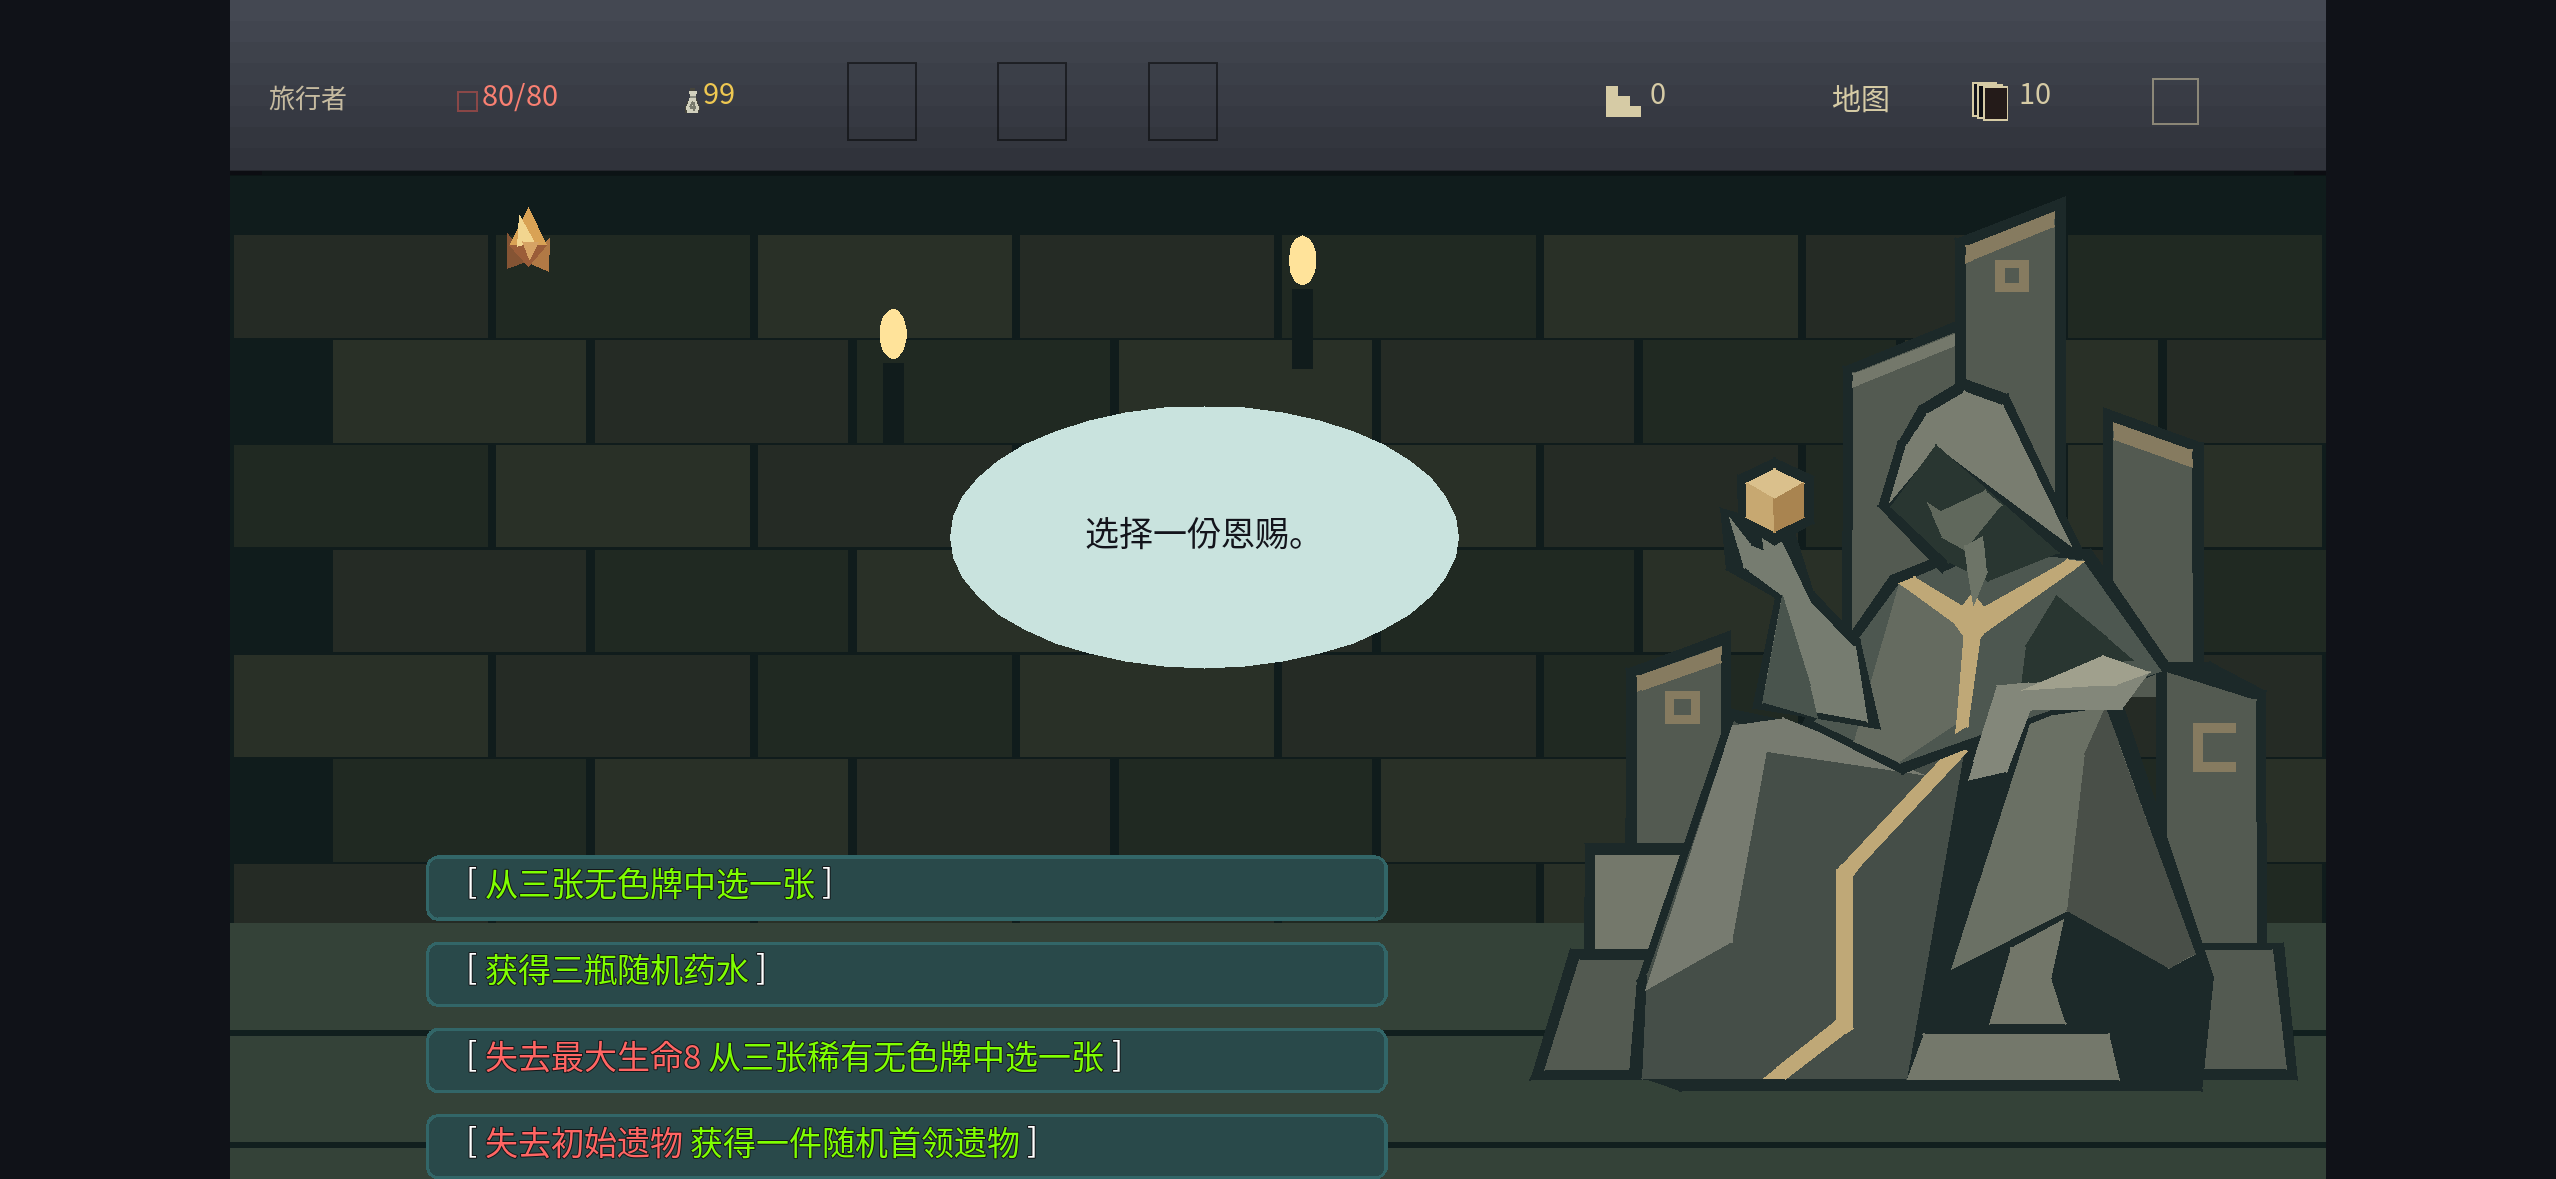 旅行者 80/80 99 0 地图 10
选择一份恩赐。
[ 从三张无色牌中选一张 ]
[ 获得三瓶随机药水 ]
[ 失去最大生命8 从三张稀有无色牌中选一张 ]
[ 失去初始遗物 获得一件随机首领遗物 ]